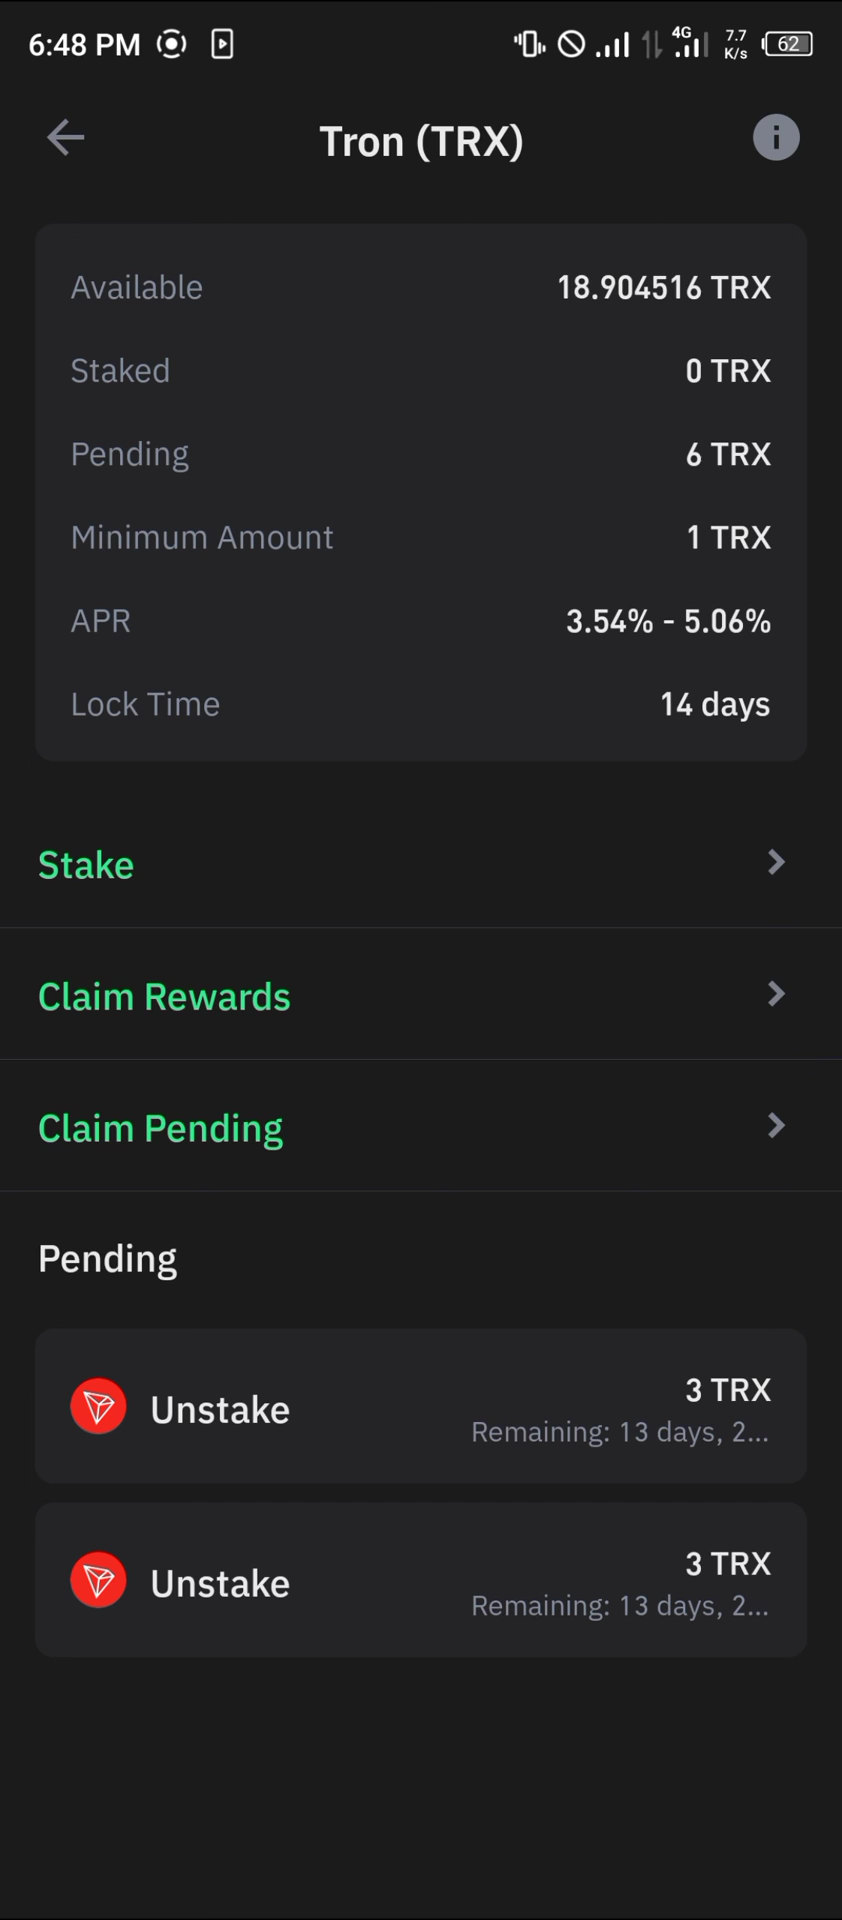 6:48 PM 4G 7.7 K/s 62
Tron (TRX)
Available 18.904516 TRX
Staked 0 TRX
Pending 6 TRX
Minimum Amount 1 TRX
APR 3.54% - 5.06%
Lock Time 14 days
Stake
Claim Rewards
Claim Pending
Pending
Unstake 3 TRX
Remaining: 13 days, 2...
Unstake 3 TRX
Remaining: 13 days, 2...